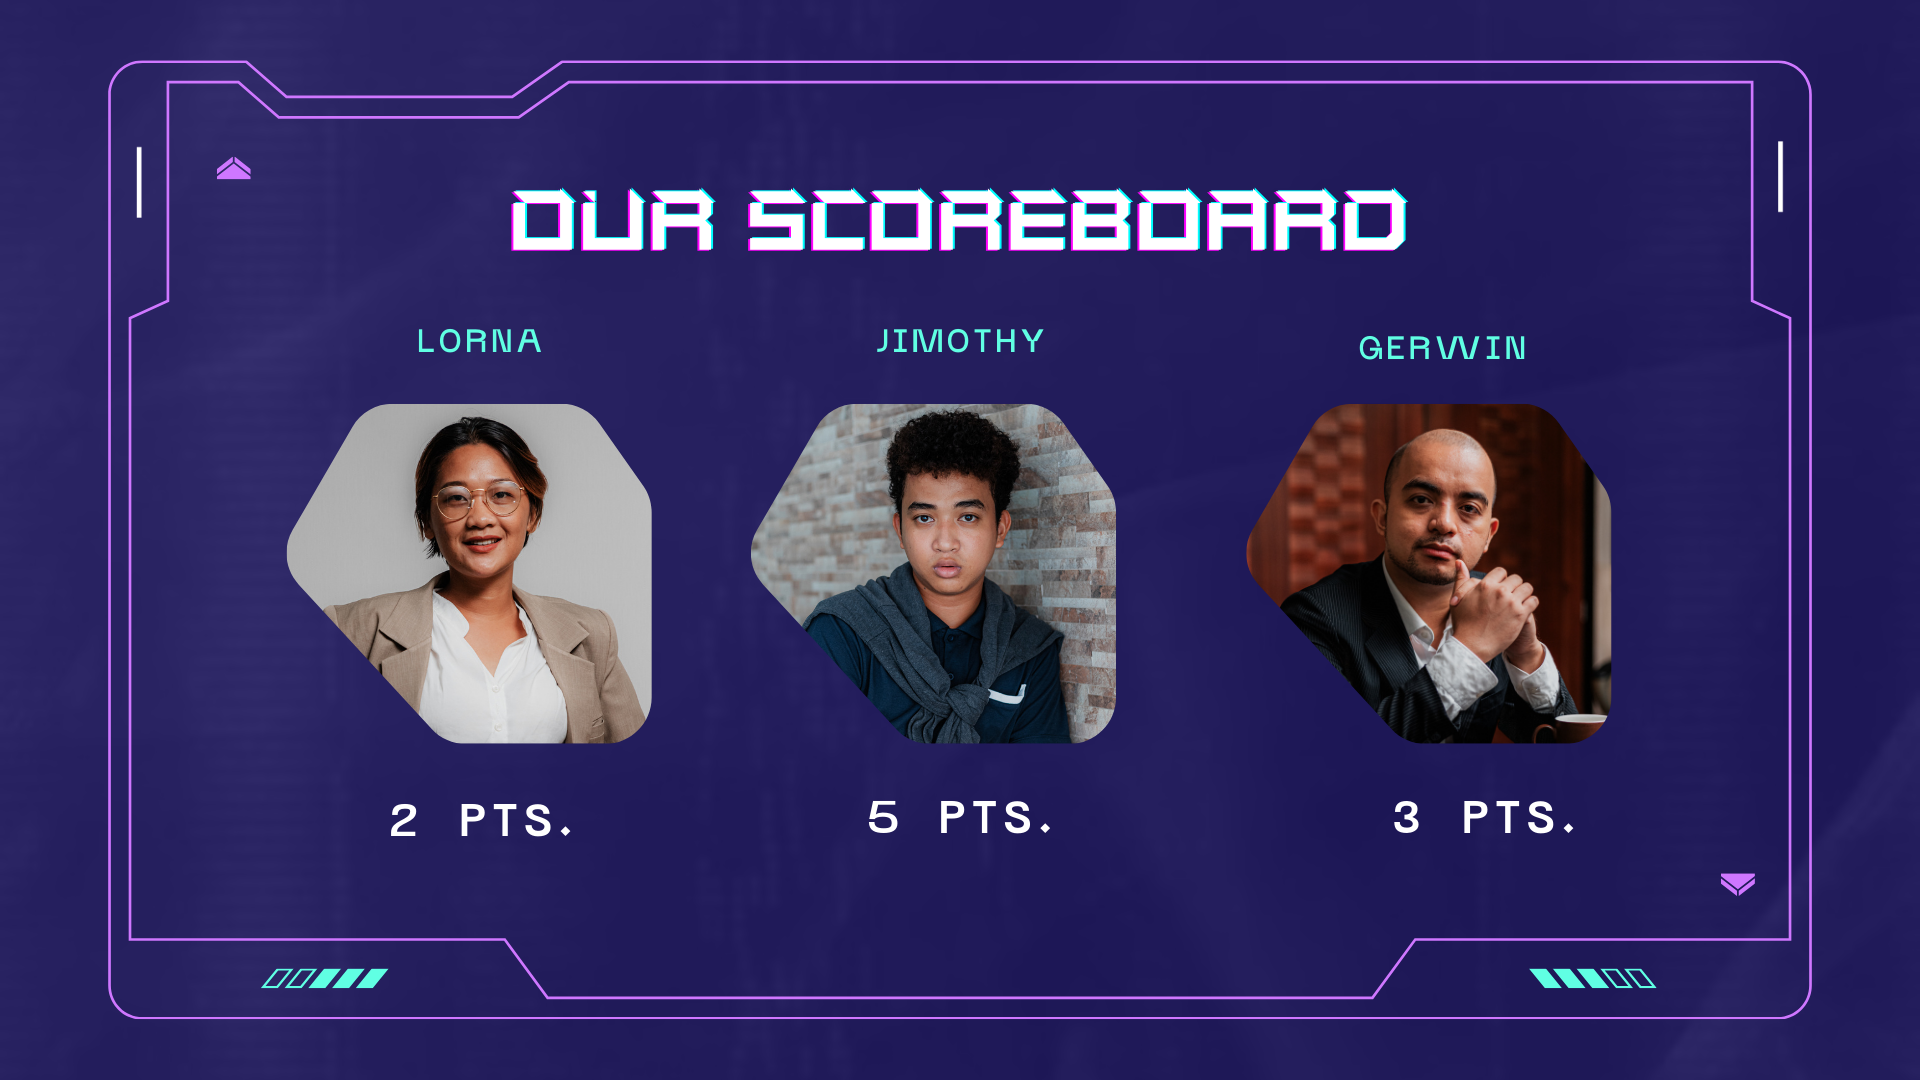 OUR SCOREBOARD
LORNA
JIMOTHY
GERWIN
2 PTS.
5 PTS.
3 PTS.